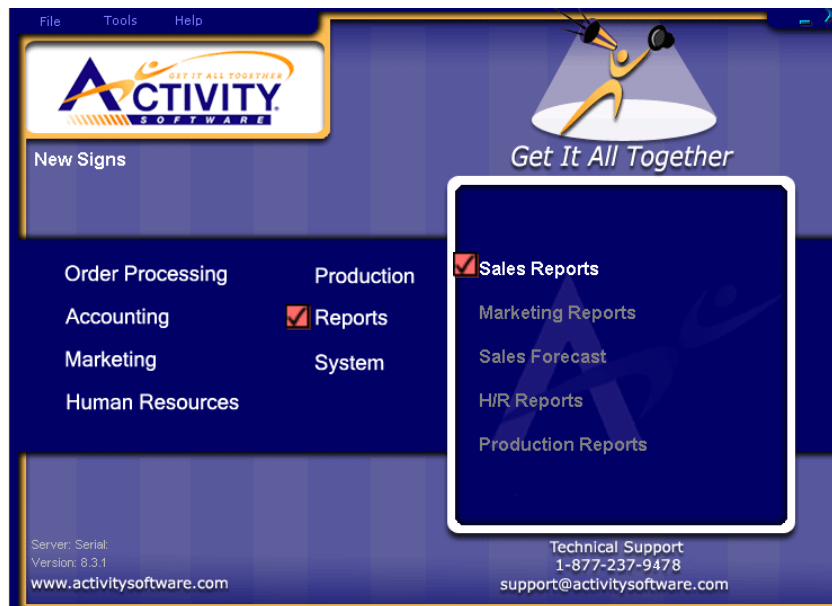 File Tools Help
GET IT ALL TOGETHER
ACTIVITY
SOFTWARE
Get It All Together
New Signs
Order Processing
Accounting
Marketing
Human Resources
Production
Reports
System
Sales Reports
Marketing Reports
Sales Forecast
H/R Reports
Production Reports
Server: Serial:
Version: 8.3.1
www.activitysoftware.com
Technical Support
1-877-237-9478
support@activitysoftware.com